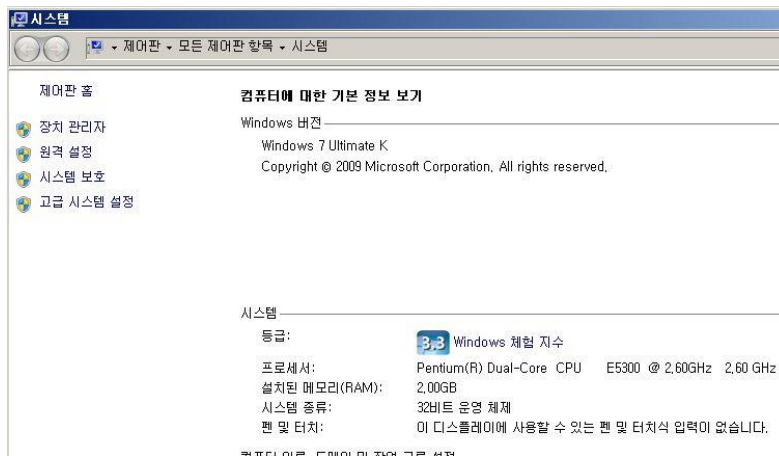 시스템
제어판 모든 제어판 항목 시스템
제어판 홈
장치 관리자
원격 설정
시스템 보호
고급 시스템 설정
컴퓨터에 대한 기본 정보 보기
Windows 버전
Windows 7 Ultimate K
Copyright © 2009 Microsoft Corporation. All rights reserved.
시스템
등급: 3.3 Windows 체험 지수
프로세서: Pentium(R) Dual-Core CPU E5300 @ 2.60GHz 2.60 GHz
설치된 메모리(RAM): 2.00GB
시스템 종류: 32비트 운영 체제
펜 및 터치: 이 디스플레이에 사용할 수 있는 펜 및 터치식 입력이 없습니다.